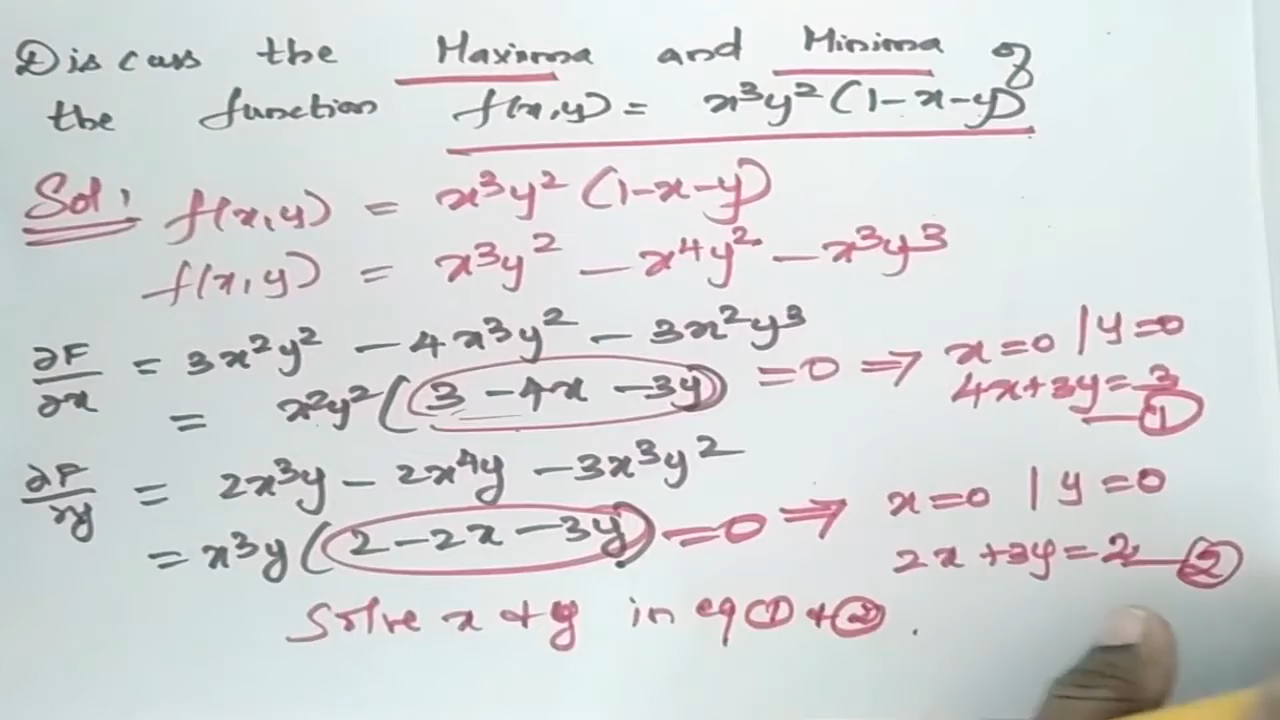 Discuss the Maxima and Minima of
the function f(x,y) = x³y² (1-x-y)
Sol: f(x,y) = x³y² (1-x-y)
f(x,y) = x³y² - x⁴y² - x³y³
∂F/∂x = 3x²y² - 4x³y² - 3x²y³
= x²y² (3 - 4x - 3y) = 0 ⇒ x = 0 | y = 0
4x+3y = 3 — ①
∂F/∂y = 2x³y - 2x⁴y - 3x³y²
= x³y (2 - 2x - 3y) = 0 ⇒ x = 0 | y = 0
2x + 3y = 2 — ②
Solve x & y in eq ① & ② .